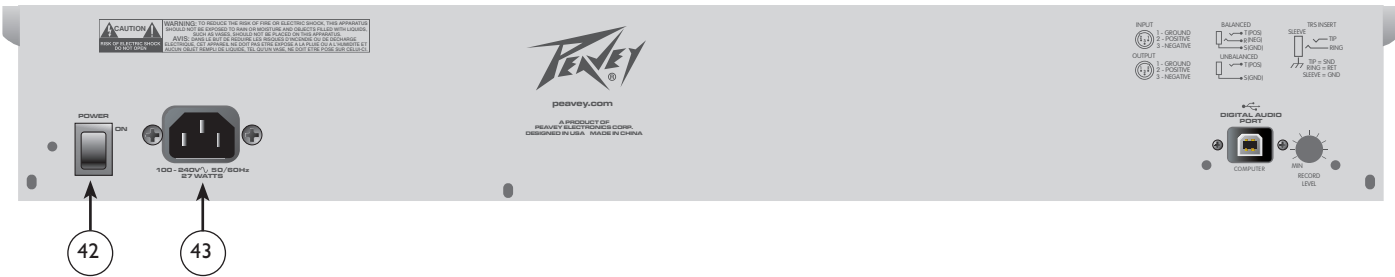 CAUTION
RISK OF ELECTRIC SHOCK
DO NOT OPEN
WARNING: TO REDUCE THE RISK OF FIRE OR ELECTRIC SHOCK, THIS APPARATUS
SHOULD NOT BE EXPOSED TO RAIN OR MOISTURE AND OBJECTS FILLED WITH LIQUIDS,
SUCH AS VASES, SHOULD NOT BE PLACED ON THIS APPARATUS.
AVIS: DANS LE BUT DE REDUIRE LES RISQUES D'INCENDIE OU DE DECHARGE
ELECTRIQUE, CET APPAREIL NE DOIT PAS ETRE EXPOSE A LA PLUIE OU A L'HUMIDITE ET
AUCUN OBJET REMPLI DE LIQUIDE, TEL QU'UN VASE, NE DOIT ETRE POSE SUR CELUI-CI.
PEAVEY®
peavey.com
A PRODUCT OF
PEAVEY ELECTRONICS CORP.
DESIGNED IN USA MADE IN CHINA
INPUT
1 - GROUND
2 - POSITIVE
3 - NEGATIVE
OUTPUT
1 - GROUND
2 - POSITIVE
3 - NEGATIVE
BALANCED
T(POS)
R(NEG)
S(GND)
UNBALANCED
T(POS)
S(GND)
TRS INSERT
SLEEVE
TIP
RING
TIP = SND
RING = RET
SLEEVE = GND
POWER
ON
100-240V 50/60Hz
27 WATTS
DIGITAL AUDIO
PORT
COMPUTER
MIN
RECORD
LEVEL
42
43